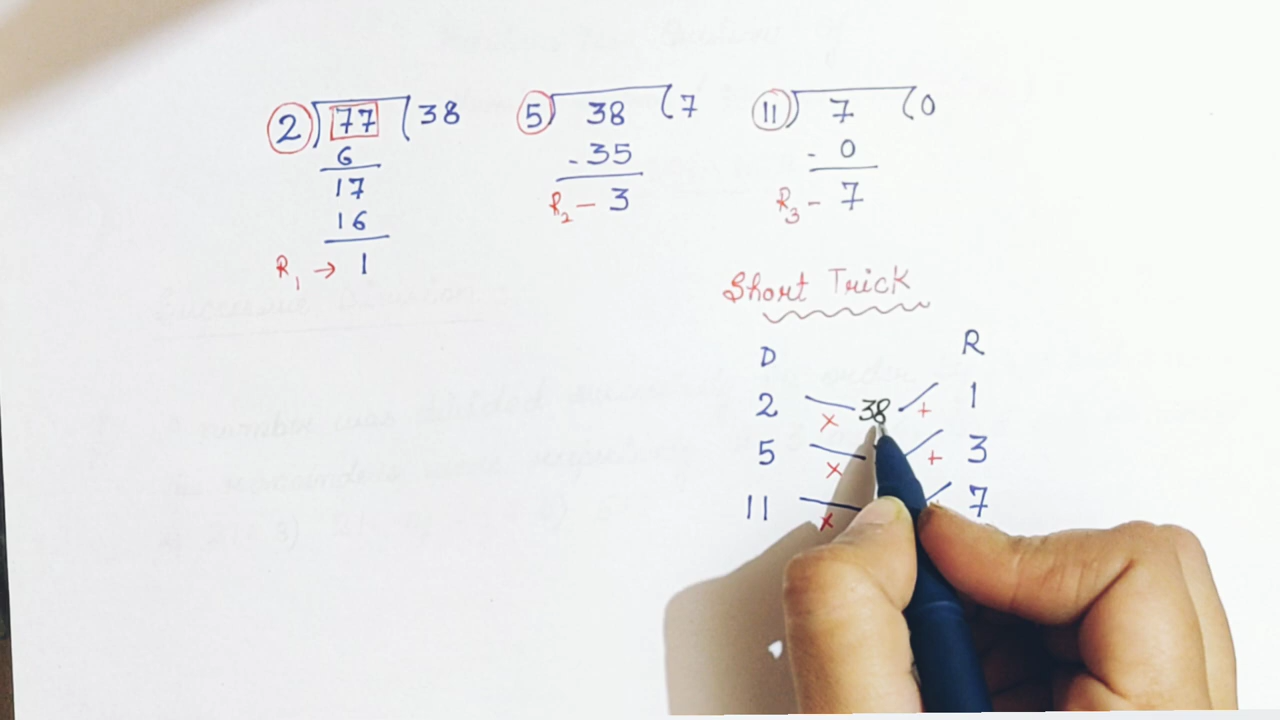 2) 77 ( 38
6
17
16
R1 → 1
5) 38 ( 7
- 35
R2 - 3
11) 7 ( 0
- 0
R3 - 7
Short Trick
D R
2 × 38 + 1
5 × + 3
11 × 7